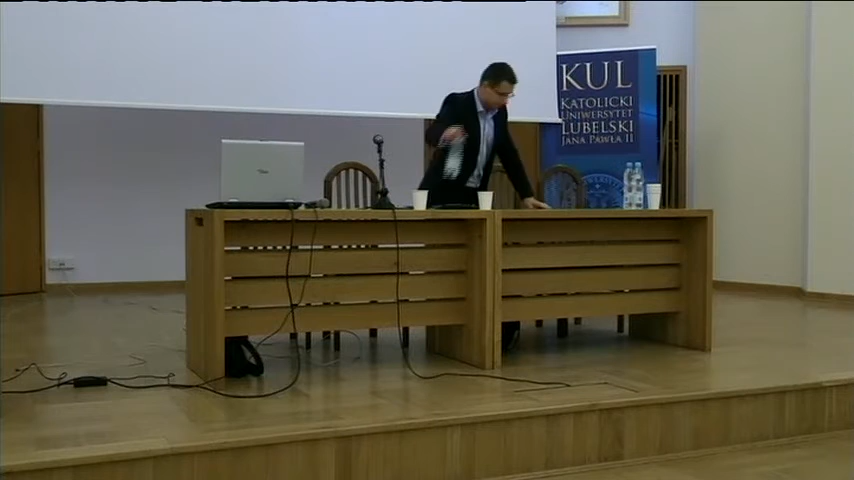 KUL
KATOLICKI
UNIWERSYTET
LUBELSKI
JANA PAWŁA II